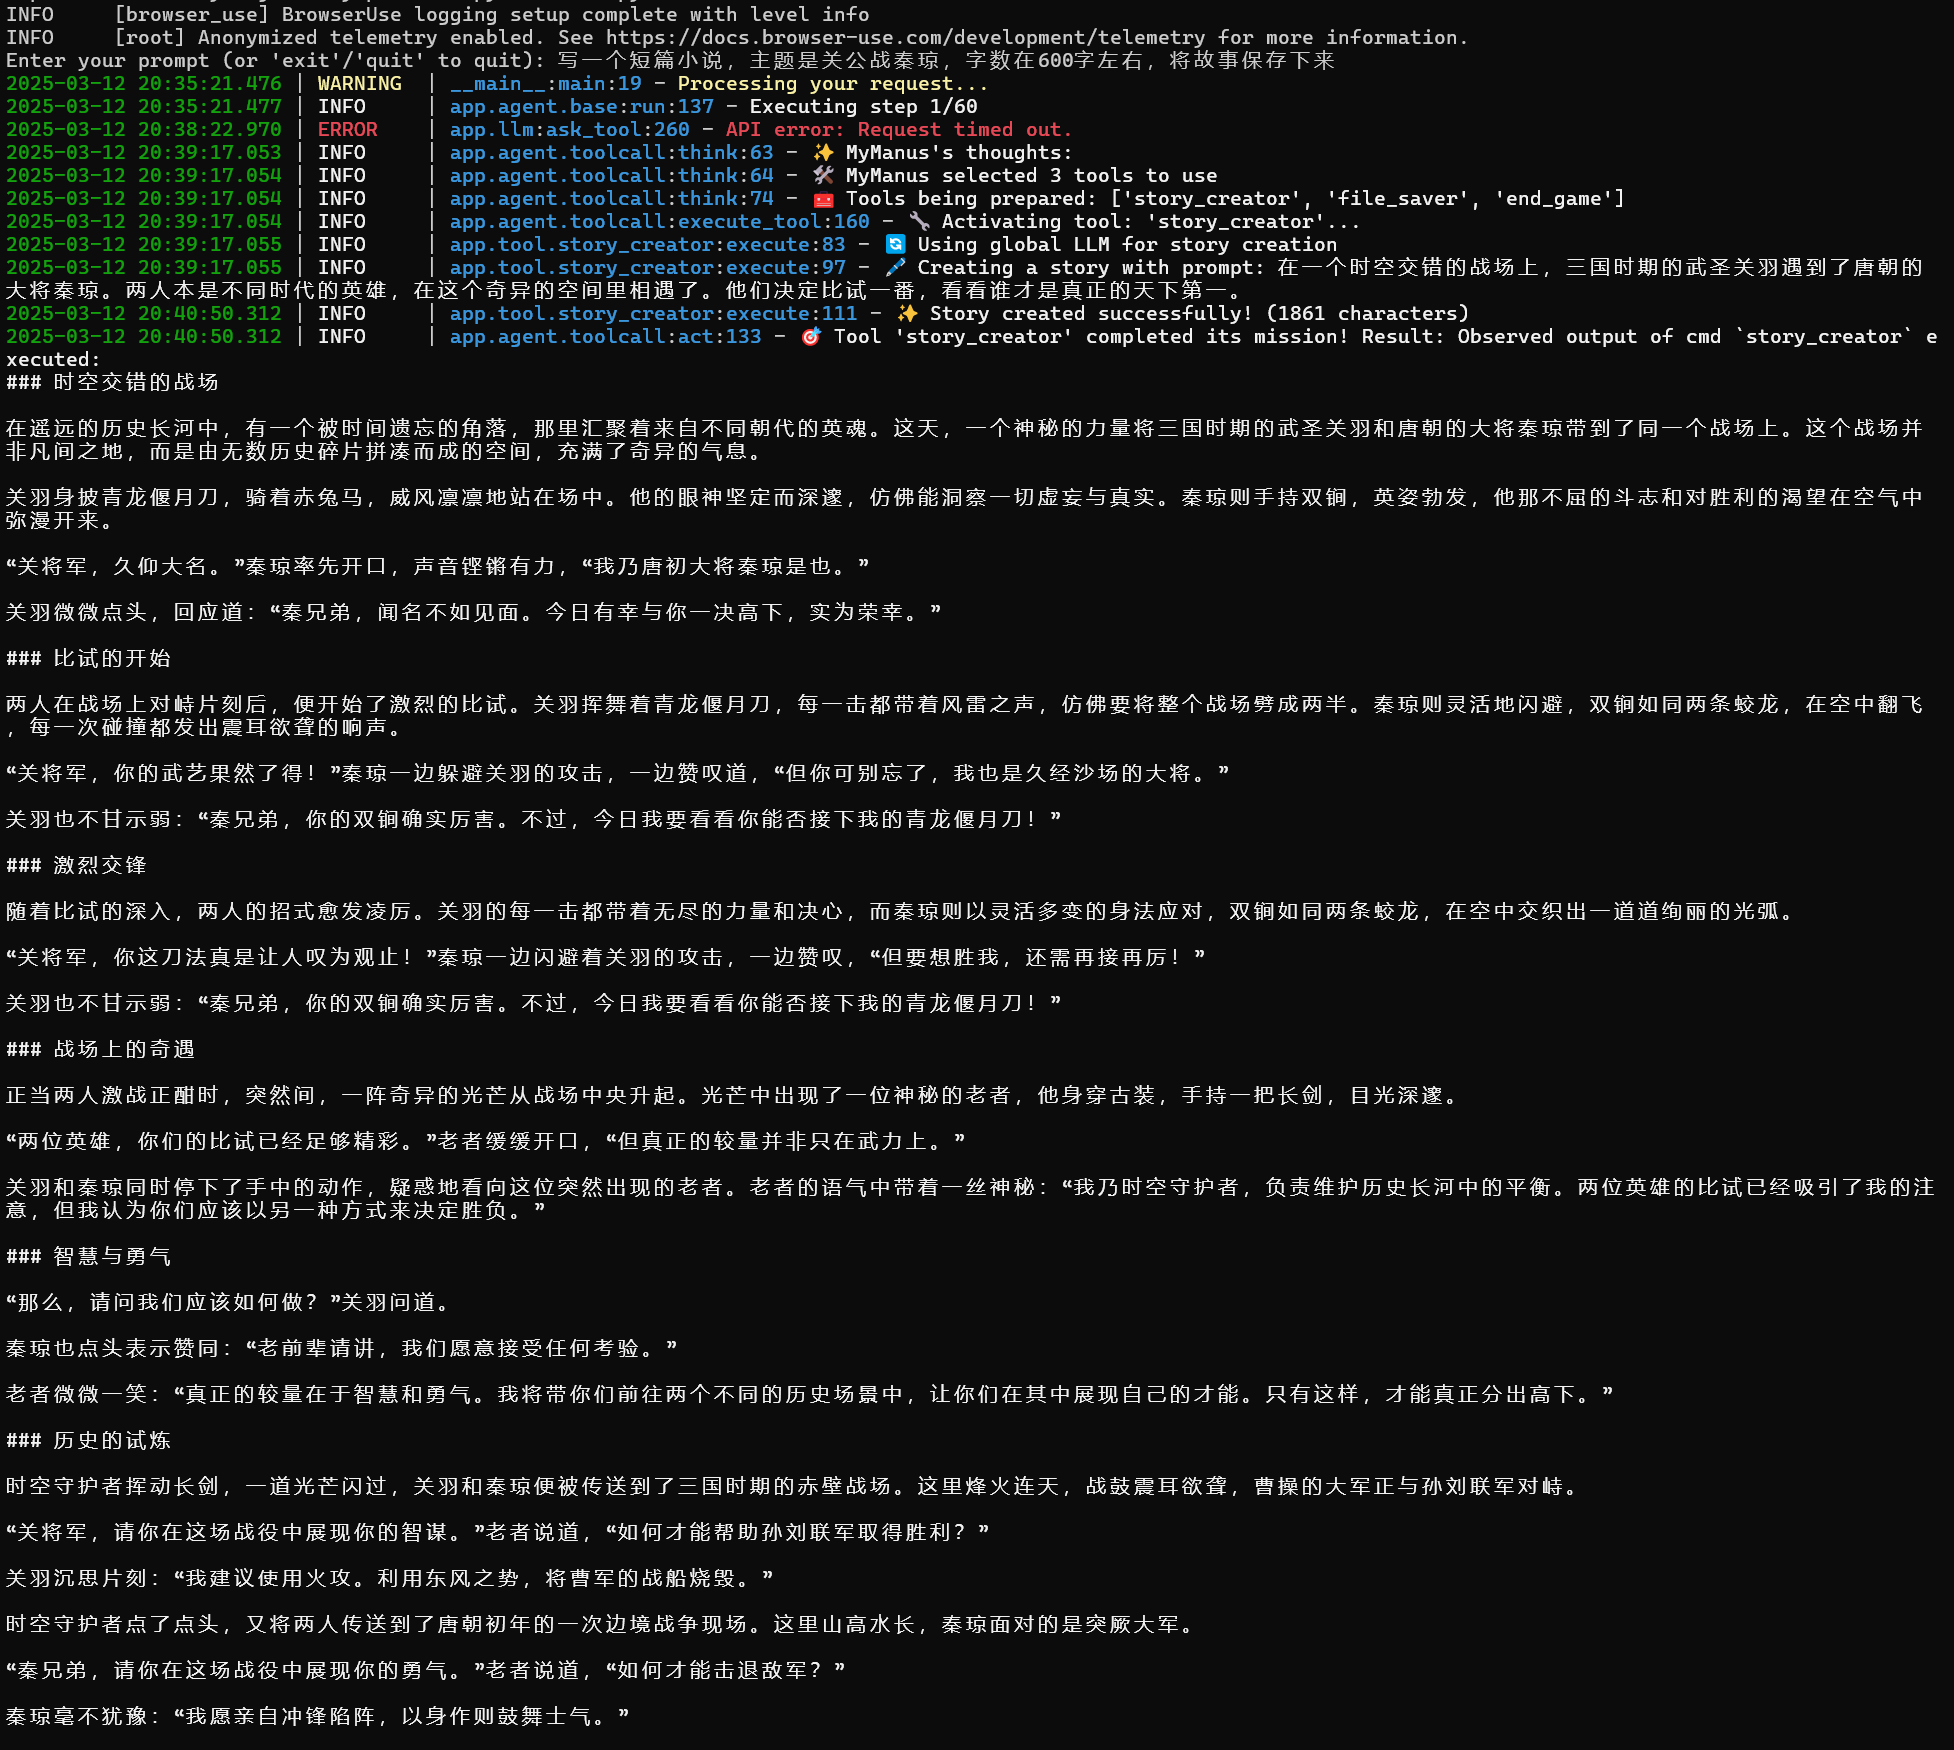 INFO     [browser_use] BrowserUse logging setup complete with level info
INFO     [root] Anonymized telemetry enabled. See https://docs.browser-use.com/development/telemetry for more information.
Enter your prompt (or 'exit'/'quit' to quit): 写一个短篇小说，主题是关公战秦琼，字数在600字左右，将故事保存下来
2025-03-12 20:35:21.476 | WARNING  | __main__:main:19 - Processing your request...
2025-03-12 20:35:21.477 | INFO     | app.agent.base:run:137 - Executing step 1/60
2025-03-12 20:38:22.970 | ERROR    | app.llm:ask_tool:260 - API error: Request timed out.
2025-03-12 20:39:17.053 | INFO     | app.agent.toolcall:think:63 - ✨ MyManus's thoughts:
2025-03-12 20:39:17.054 | INFO     | app.agent.toolcall:think:64 - 🛠️ MyManus selected 3 tools to use
2025-03-12 20:39:17.054 | INFO     | app.agent.toolcall:think:74 - 🧰 Tools being prepared: ['story_creator', 'file_saver', 'end_game']
2025-03-12 20:39:17.054 | INFO     | app.agent.toolcall:execute_tool:160 - 🔧 Activating tool: 'story_creator'...
2025-03-12 20:39:17.055 | INFO     | app.tool.story_creator:execute:83 - 🔄 Using global LLM for story creation
2025-03-12 20:39:17.055 | INFO     | app.tool.story_creator:execute:97 - 🖋️ Creating a story with prompt: 在一个时空交错的战场上，三国时期的武圣关羽遇到了唐朝的
大将秦琼。两人本是不同时代的英雄，在这个奇异的空间里相遇了。他们决定比试一番，看看谁才是真正的天下第一。
2025-03-12 20:40:50.312 | INFO     | app.tool.story_creator:execute:111 - ✨ Story created successfully! (1861 characters)
2025-03-12 20:40:50.312 | INFO     | app.agent.toolcall:act:133 - 🎯 Tool 'story_creator' completed its mission! Result: Observed output of cmd `story_creator` e
xecuted:
### 时空交错的战场
在遥远的历史长河中，有一个被时间遗忘的角落，那里汇聚着来自不同朝代的英魂。这天，一个神秘的力量将三国时期的武圣关羽和唐朝的大将秦琼带到了同一个战场上。这个战场并
非凡间之地，而是由无数历史碎片拼凑而成的空间，充满了奇异的气息。
关羽身披青龙偃月刀，骑着赤兔马，威风凛凛地站在场中。他的眼神坚定而深邃，仿佛能洞察一切虚妄与真实。秦琼则手持双锏，英姿勃发，他那不屈的斗志和对胜利的渴望在空气中
弥漫开来。
“关将军，久仰大名。”秦琼率先开口，声音铿锵有力，“我乃唐初大将秦琼是也。”
关羽微微点头，回应道：“秦兄弟，闻名不如见面。今日有幸与你一决高下，实为荣幸。”
### 比试的开始
两人在战场上对峙片刻后，便开始了激烈的比试。关羽挥舞着青龙偃月刀，每一击都带着风雷之声，仿佛要将整个战场劈成两半。秦琼则灵活地闪避，双锏如同两条蛟龙，在空中翻飞
，每一次碰撞都发出震耳欲聋的响声。
“关将军，你的武艺果然了得！”秦琼一边躲避关羽的攻击，一边赞叹道，“但你可别忘了，我也是久经沙场的大将。”
关羽也不甘示弱：“秦兄弟，你的双锏确实厉害。不过，今日我要看看你能否接下我的青龙偃月刀！”
### 激烈交锋
随着比试的深入，两人的招式愈发凌厉。关羽的每一击都带着无尽的力量和决心，而秦琼则以灵活多变的身法应对，双锏如同两条蛟龙，在空中交织出一道道绚丽的光弧。
“关将军，你这刀法真是让人叹为观止！”秦琼一边闪避着关羽的攻击，一边赞叹，“但要想胜我，还需再接再厉！”
关羽也不甘示弱：“秦兄弟，你的双锏确实厉害。不过，今日我要看看你能否接下我的青龙偃月刀！”
### 战场上的奇遇
正当两人激战正酣时，突然间，一阵奇异的光芒从战场中央升起。光芒中出现了一位神秘的老者，他身穿古装，手持一把长剑，目光深邃。
“两位英雄，你们的比试已经足够精彩。”老者缓缓开口，“但真正的较量并非只在武力上。”
关羽和秦琼同时停下了手中的动作，疑惑地看向这位突然出现的老者。老者的语气中带着一丝神秘：“我乃时空守护者，负责维护历史长河中的平衡。两位英雄的比试已经吸引了我的注
意，但我认为你们应该以另一种方式来决定胜负。”
### 智慧与勇气
“那么，请问我们应该如何做？”关羽问道。
秦琼也点头表示赞同：“老前辈请讲，我们愿意接受任何考验。”
老者微微一笑：“真正的较量在于智慧和勇气。我将带你们前往两个不同的历史场景中，让你们在其中展现自己的才能。只有这样，才能真正分出高下。”
### 历史的试炼
时空守护者挥动长剑，一道光芒闪过，关羽和秦琼便被传送到了三国时期的赤壁战场。这里烽火连天，战鼓震耳欲聋，曹操的大军正与孙刘联军对峙。
“关将军，请你在这场战役中展现你的智谋。”老者说道，“如何才能帮助孙刘联军取得胜利？”
关羽沉思片刻：“我建议使用火攻。利用东风之势，将曹军的战船烧毁。”
时空守护者点了点头，又将两人传送到了唐朝初年的一次边境战争现场。这里山高水长，秦琼面对的是突厥大军。
“秦兄弟，请你在这场战役中展现你的勇气。”老者说道，“如何才能击退敌军？”
秦琼毫不犹豫：“我愿亲自冲锋陷阵，以身作则鼓舞士气。”